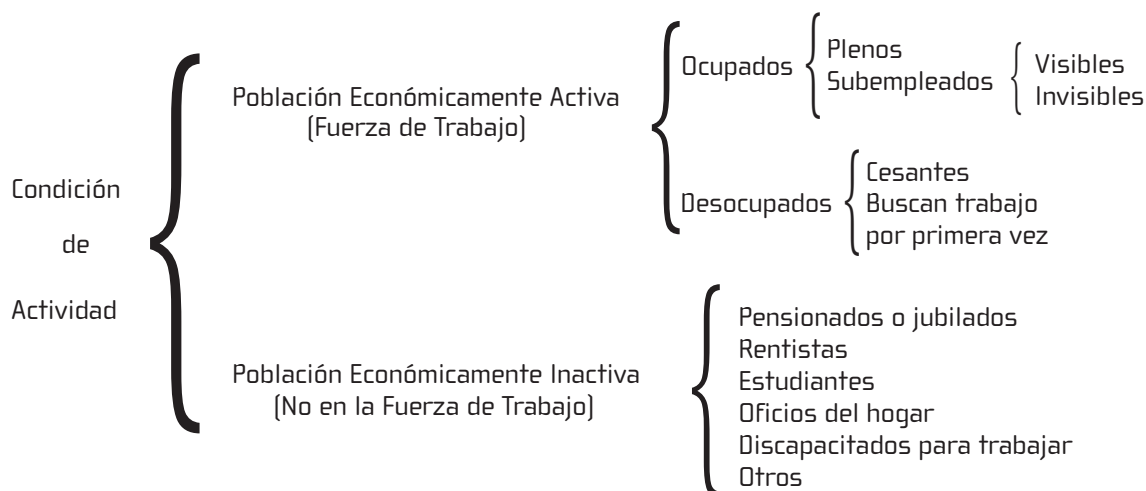 Condición
de
Actividad
Población Económicamente Activa
(Fuerza de Trabajo)
Ocupados
Plenos
Subempleados
Visibles
Invisibles
Desocupados
Cesantes
Buscan trabajo
por primera vez
Población Económicamente Inactiva
(No en la Fuerza de Trabajo)
Pensionados o jubilados
Rentistas
Estudiantes
Oficios del hogar
Discapacitados para trabajar
Otros